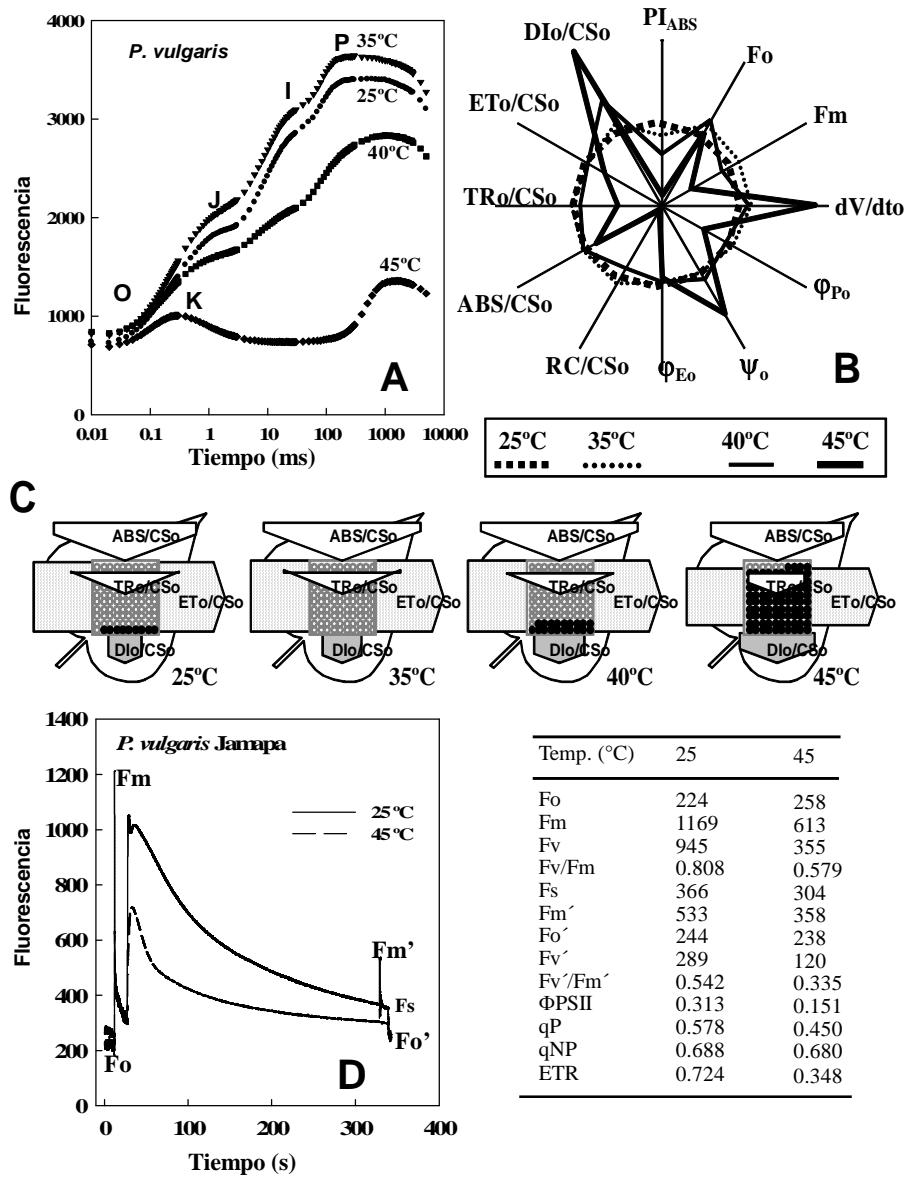 A
P. vulgaris
Fluorescencia
4000
3000
2000
1000
0
O
K
J
I
P
35ºC
25ºC
40ºC
45ºC
0.01 0.1 1 10 100 1000 10000
Tiempo (ms)
B
PI_ABS
Fo
Fm
dV/dto
φ_Po
ψ_o
φ_Eo
RC/CSo
ABS/CSo
TRo/CSo
ETo/CSo
DIo/CSo
25ºC 35ºC 40ºC 45ºC
C
ABS/CSo
TRo/CSo
ETo/CSo
DIo/CSo
25ºC
ABS/CSo
TRo/CSo
ETo/CSo
DIo/CSo
35ºC
ABS/CSo
TRo/CSo
ETo/CSo
DIo/CSo
40ºC
ABS/CSo
TRo/CSo
ETo/CSo
DIo/CSo
45ºC
D
P. vulgaris Jamapa
25ºC
45ºC
Fluorescencia
1400
1200
1000
800
600
400
200
0
Fm
Fo
Fm’
Fs
Fo’
0 100 200 300 400
Tiempo (s)
Temp. (°C) 25 45
Fo 224 258
Fm 1169 613
Fv 945 355
Fv/Fm 0.808 0.579
Fs 366 304
Fm´ 533 358
Fo´ 244 238
Fv´ 289 120
Fv´/Fm´ 0.542 0.335
ΦPSII 0.313 0.151
qP 0.578 0.450
qNP 0.688 0.680
ETR 0.724 0.348